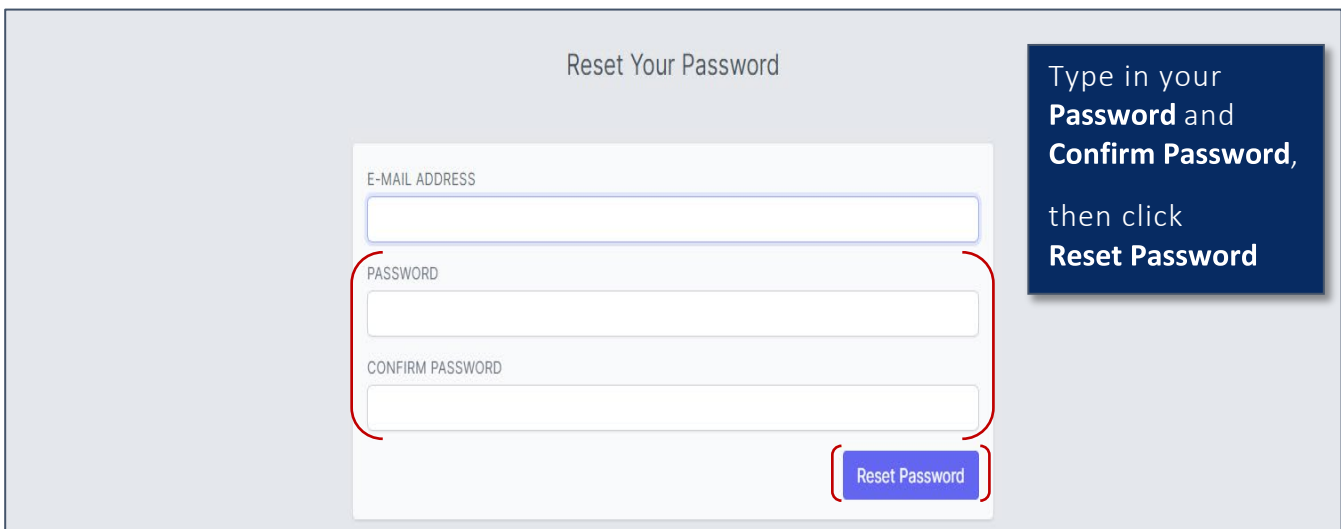 Reset Your Password
E-MAIL ADDRESS
PASSWORD
CONFIRM PASSWORD
Reset Password
Type in your
Password and
Confirm Password,
then click
Reset Password